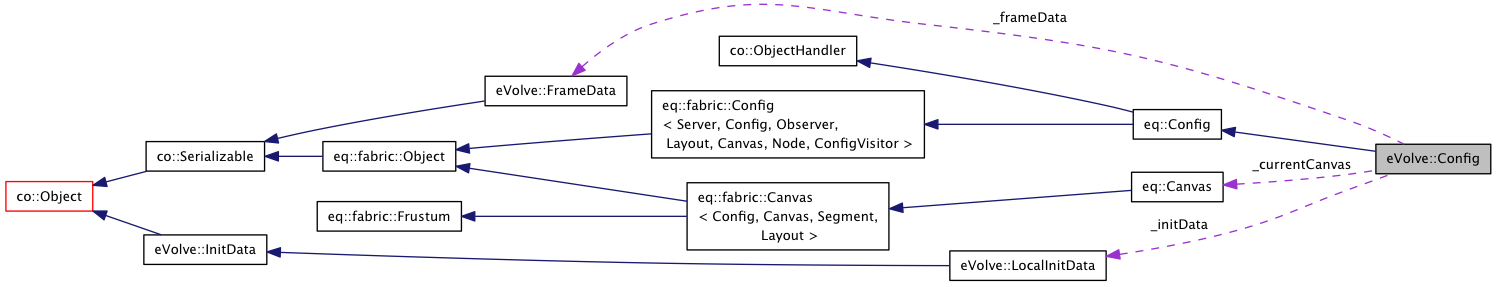 _frameData
co::ObjectHandler
eVolve::FrameData
eq::fabric::Config
< Server, Config, Observer,
Layout, Canvas, Node, ConfigVisitor >
eq::Config
co::Serializable
eq::fabric::Object
eVolve::Config
_currentCanvas
co::Object
eq::fabric::Frustum
eq::fabric::Canvas
< Config, Canvas, Segment,
Layout >
eq::Canvas
_initData
eVolve::InitData
eVolve::LocalInitData